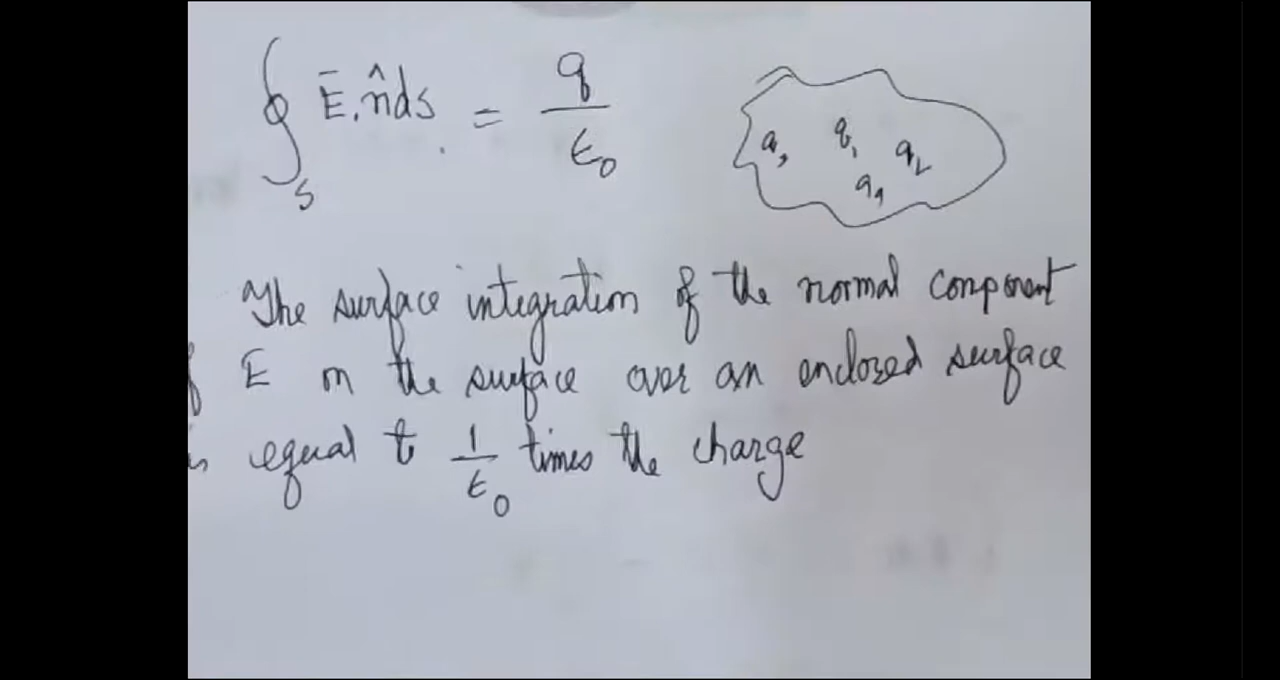 ∮_S Ē.n̂ds = q/ε₀
q₃ q₁ q₂ q₄
The surface integration of the normal component
f E on the surface over an enclosed surface
is equal to 1/ε₀ times the charge